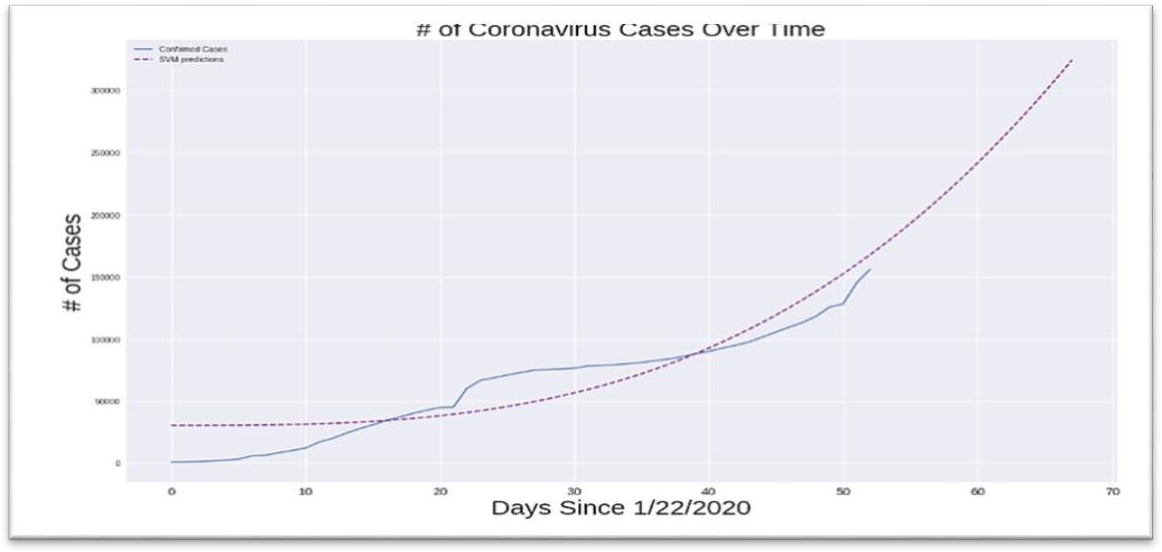 # of Coronavirus Cases Over Time
Confirmed Cases
SVM predictions
300000
250000
200000
150000
100000
50000
0
# of Cases
0 10 20 30 40 50 60 70
Days Since 1/22/2020